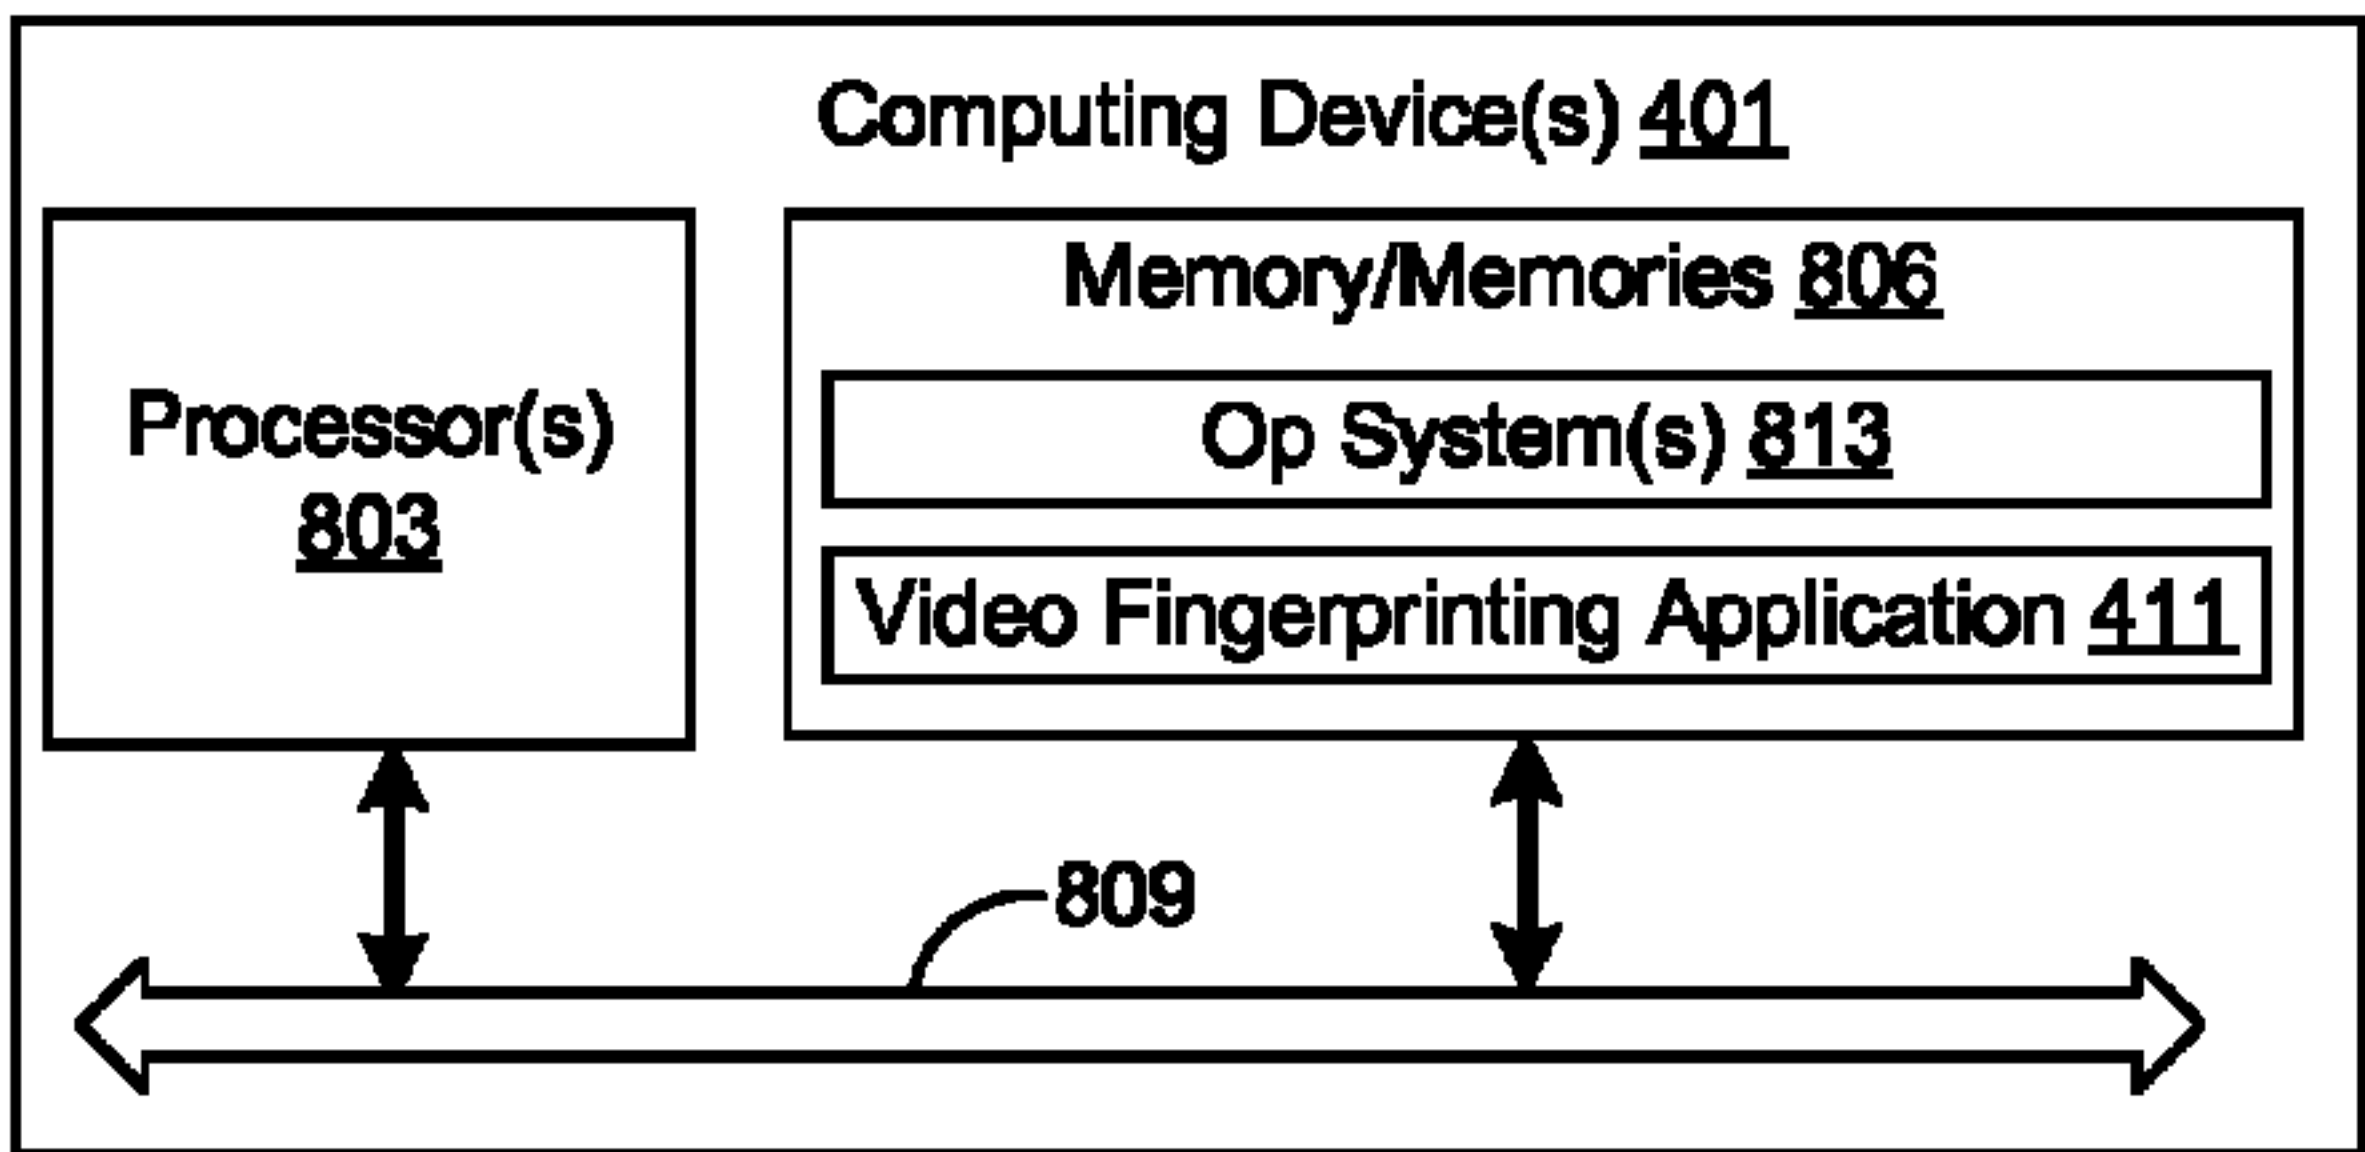 Computing Device(s) 401
Processor(s)
803
Memory/Memories 806
Op System(s) 813
Video Fingerprinting Application 411
809